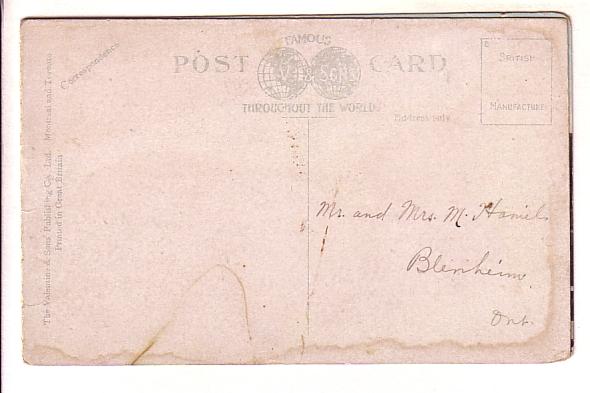 Correspondence
FAMOUS
POST CARD
V & SONS
THROUGHOUT THE WORLD
Address only
BRITISH
MANUFACTURE
The Valentine & Sons' Publishing Co., Ltd. Montreal and Toronto
Printed in Great Britain
Mr. and Mrs. M.
Blenheim,
Ont.